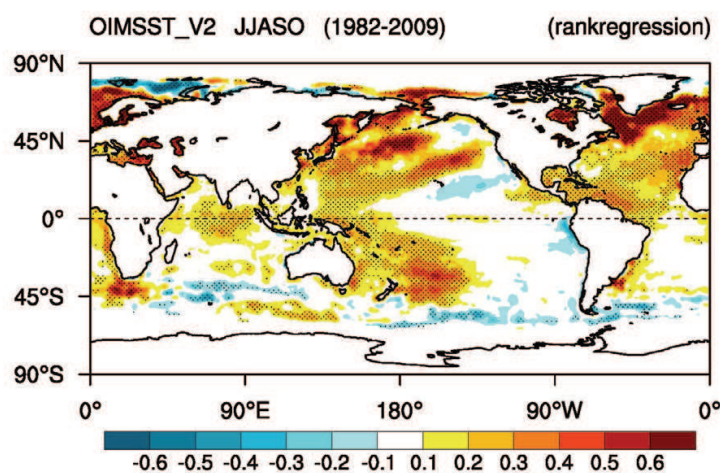 OIMSST_V2 JJASO (1982-2009) (rankregression)
90°N
45°N
0°
45°S
90°S
0° 90°E 180° 90°W 0°
-0.6 -0.5 -0.4 -0.3 -0.2 -0.1 0.1 0.2 0.3 0.4 0.5 0.6